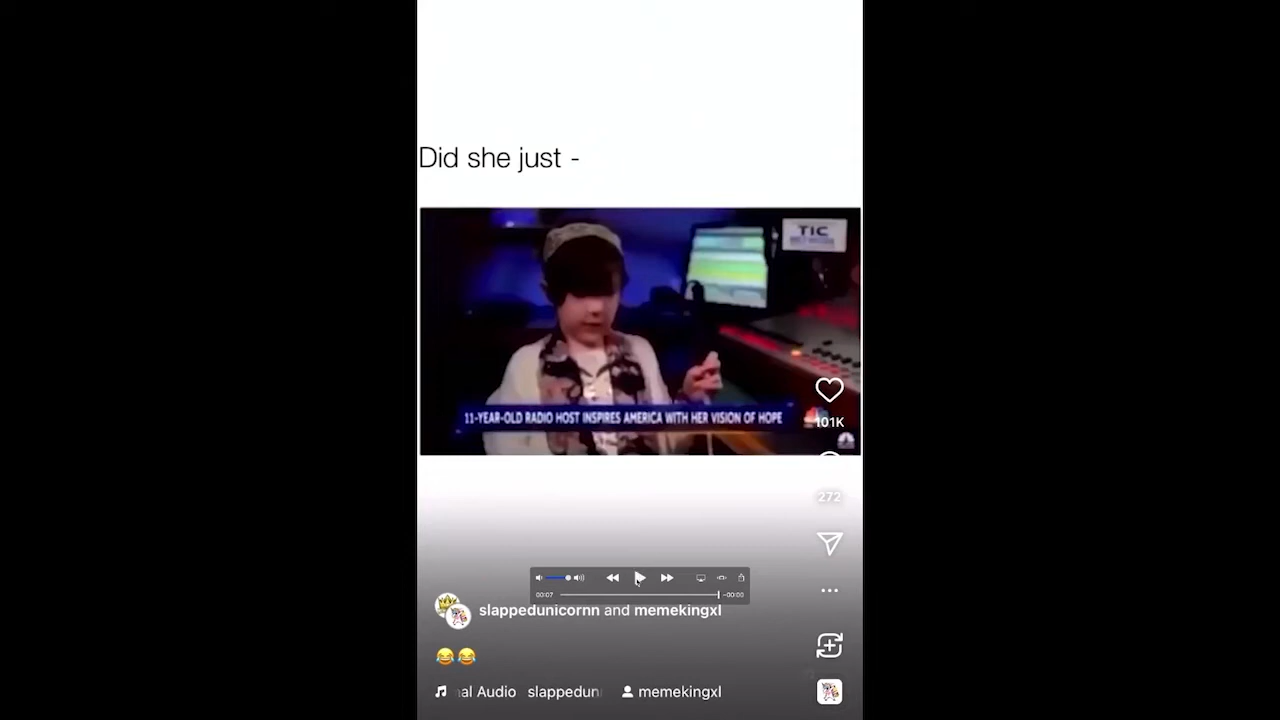 Did she just -
TIC
11-YEAR-OLD RADIO HOST INSPIRES AMERICA WITH HER VISION OF HOPE
101K
272
00:07
-00:00
slappedunicornn and memekingxl
😂😂
al Audio slappeduni memekingxl